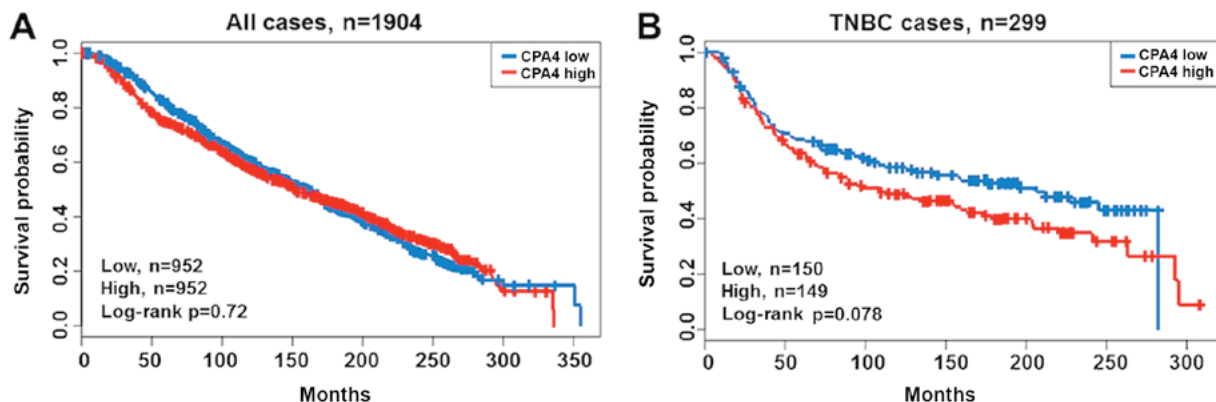 A
All cases, n=1904
CPA4 low
CPA4 high
Survival probability
1.0
0.8
0.6
0.4
0.2
0.0
Low, n=952
High, n=952
Log-rank p=0.72
0 50 100 150 200 250 300 350
Months
B
TNBC cases, n=299
CPA4 low
CPA4 high
Survival probability
1.0
0.8
0.6
0.4
0.2
0.0
Low, n=150
High, n=149
Log-rank p=0.078
0 50 100 150 200 250 300
Months